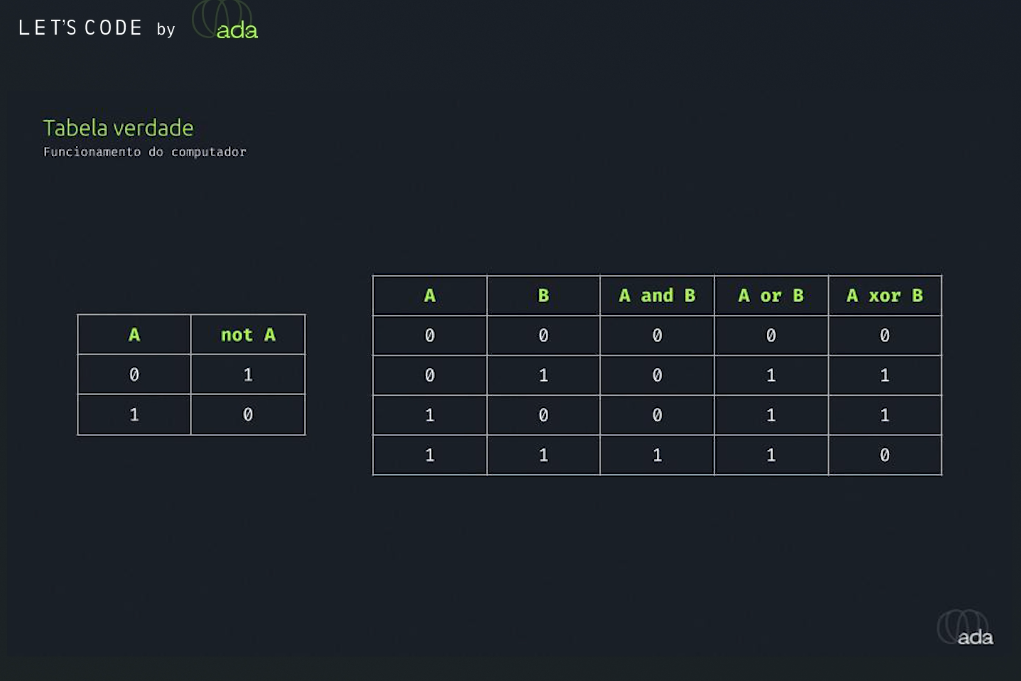 LET'S CODE by ada
Tabela verdade
Funcionamento do computador
A not A
0 1
1 0
A B A and B A or B A xor B
0 0 0 0 0
0 1 0 1 1
1 0 0 1 1
1 1 1 1 0
ada